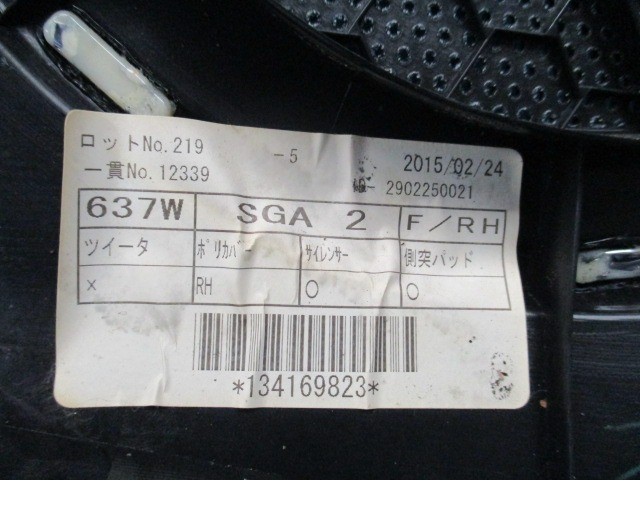 ロットNo.219 -5 2015/02/24
一貫No.12339 2902250021
637W SGA 2 F/RH
ツイータ ポリカバー サイレンサー 側突パッド
× RH ○ ○
*134169823*